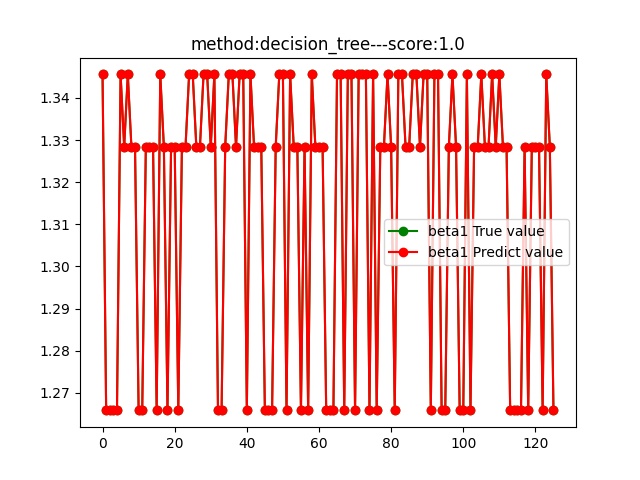 method:decision_tree---score:1.0
1.34
1.33
1.32
1.31
1.30
1.29
1.28
1.27
beta1 True value
beta1 Predict value
0 20 40 60 80 100 120